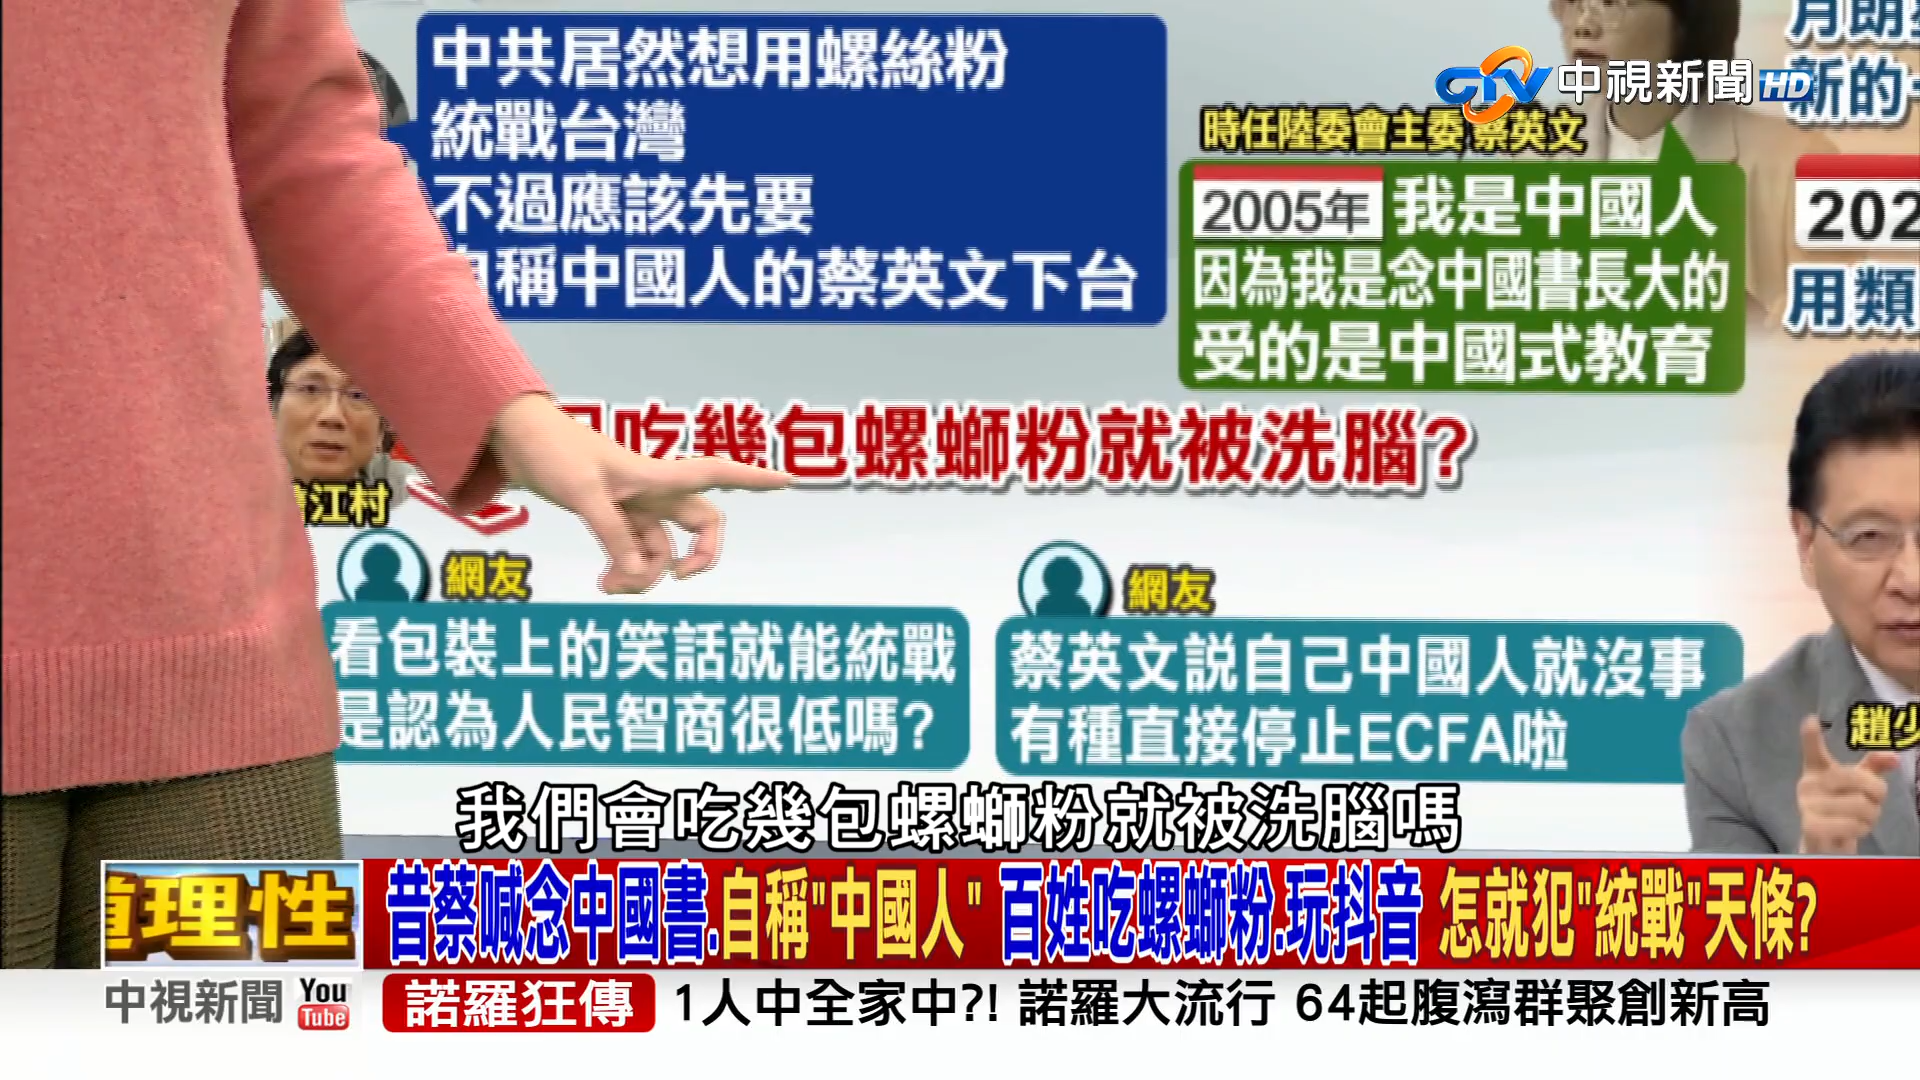 中共居然想用螺絲粉
統戰台灣
不過應該先要
自稱中國人的蔡英文下台
CTV中視新聞HD
時任陸委會主委 蔡英文
2005年 我是中國人
因為我是念中國書長大的
受的是中國式教育
新的
202
用類
吃幾包螺螄粉就被洗腦?
江村
網友
看包裝上的笑話就能統戰
是認為人民智商很低嗎?
網友
蔡英文說自己中國人就沒事
有種直接停止ECFA啦
趙少
我們會吃幾包螺螄粉就被洗腦嗎
理性
昔蔡喊念中國書.自稱"中國人" 百姓吃螺螄粉.玩抖音 怎就犯"統戰"天條?
中視新聞 YouTube
諾羅狂傳 1人中全家中?! 諾羅大流行 64起腹瀉群聚創新高